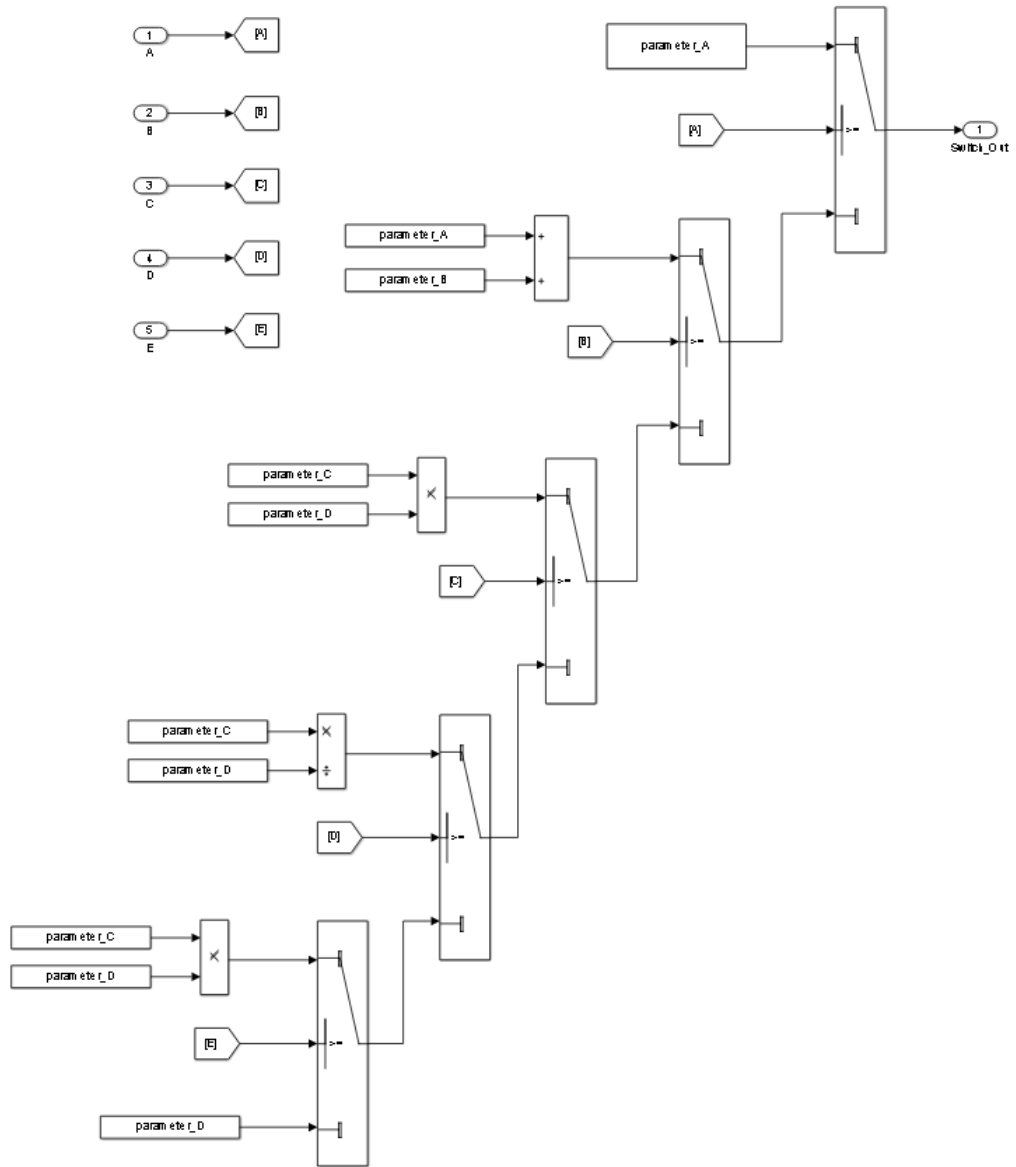 1
[A]
A
parameter_A
2
[B]
B
[A]
>=
1
Switch_Out
3
[C]
C
parameter_A
+
parameter_B
+
4
[D]
D
5
[E]
E
[B]
>=
parameter_C
×
parameter_D
[C]
>=
parameter_C
×
parameter_D
÷
[D]
>=
parameter_C
×
parameter_D
[E]
>=
parameter_D